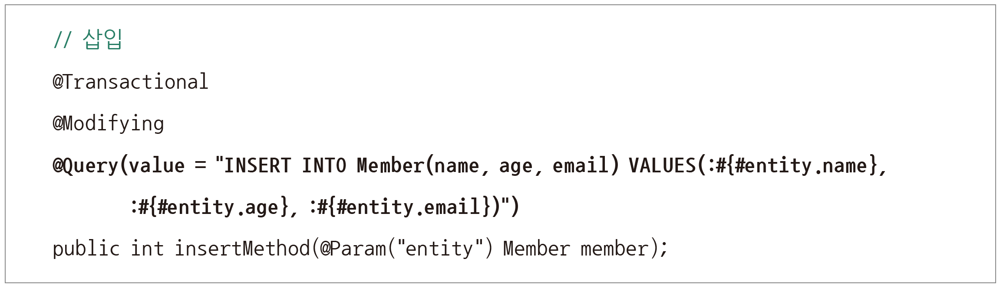 // 삽입
@Transactional
@Modifying
@Query(value = "INSERT INTO Member(name, age, email) VALUES(:#{#entity.name},
:#{#entity.age}, :#{#entity.email})")
public int insertMethod(@Param("entity") Member member);